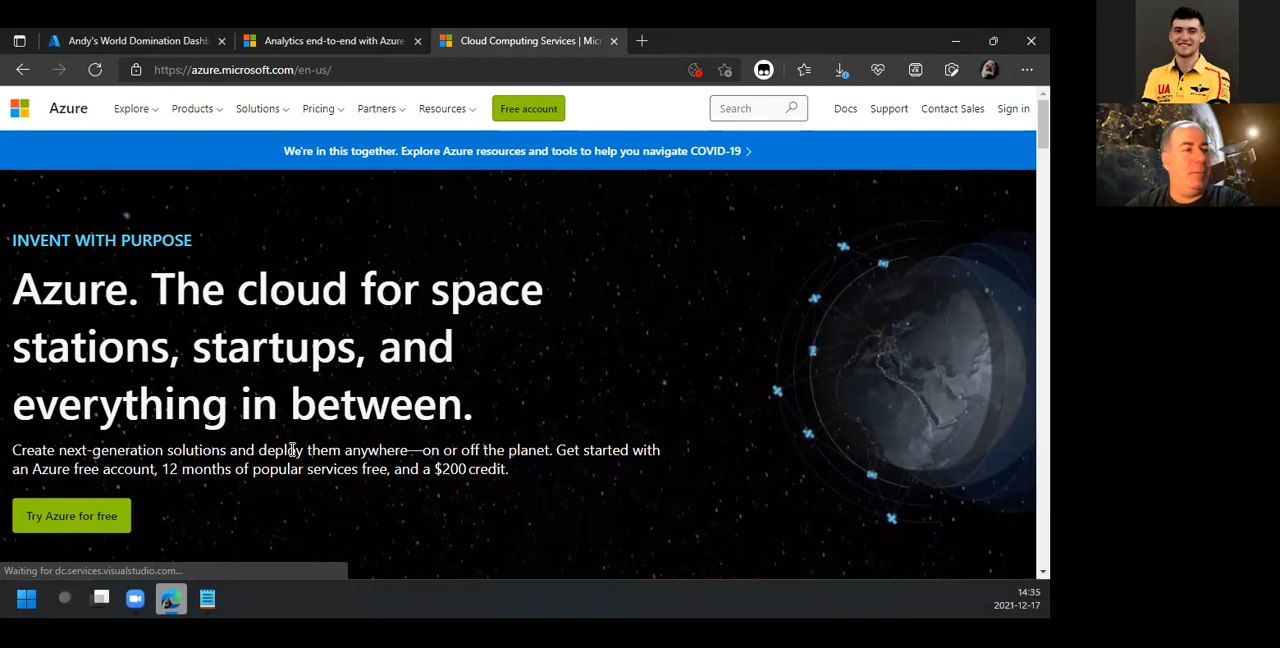 Andy's World Domination Dashb
Analytics end-to-end with Azure
Cloud Computing Services | Micr
https://azure.microsoft.com/en-us/
Azure
Explore
Products
Solutions
Pricing
Partners
Resources
Free account
Search
Docs
Support
Contact Sales
Sign in
We're in this together. Explore Azure resources and tools to help you navigate COVID-19
INVENT WITH PURPOSE
Azure. The cloud for space
stations, startups, and
everything in between.
Create next-generation solutions and deploy them anywhere—on or off the planet. Get started with
an Azure free account, 12 months of popular services free, and a $200 credit.
Try Azure for free
Waiting for dc.services.visualstudio.com...
14:35
2021-12-17
UA